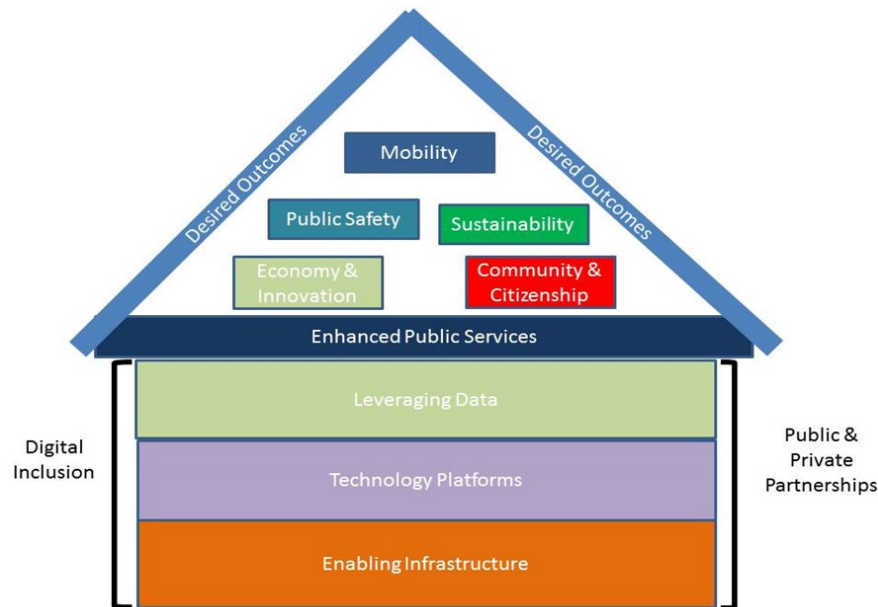 Desired Outcomes
Desired Outcomes
Mobility
Public Safety
Sustainability
Economy &
Innovation
Community &
Citizenship
Enhanced Public Services
Leveraging Data
Digital
Inclusion
Technology Platforms
Public &
Private
Partnerships
Enabling Infrastructure